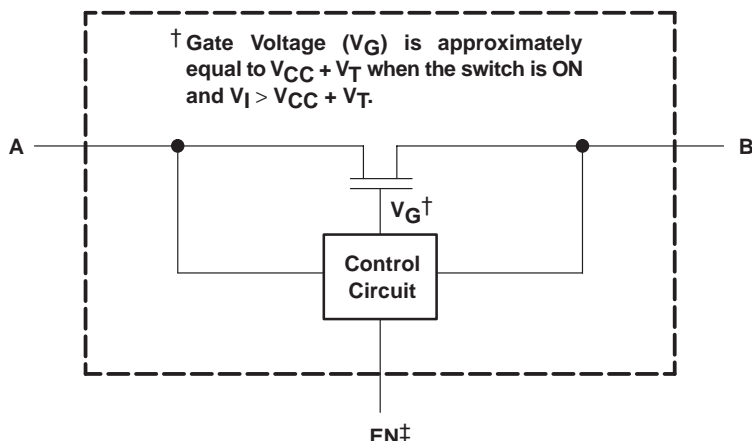 † Gate Voltage (VG) is approximately
equal to VCC + VT when the switch is ON
and VI > VCC + VT.
A
B
VG†
Control
Circuit
EN‡